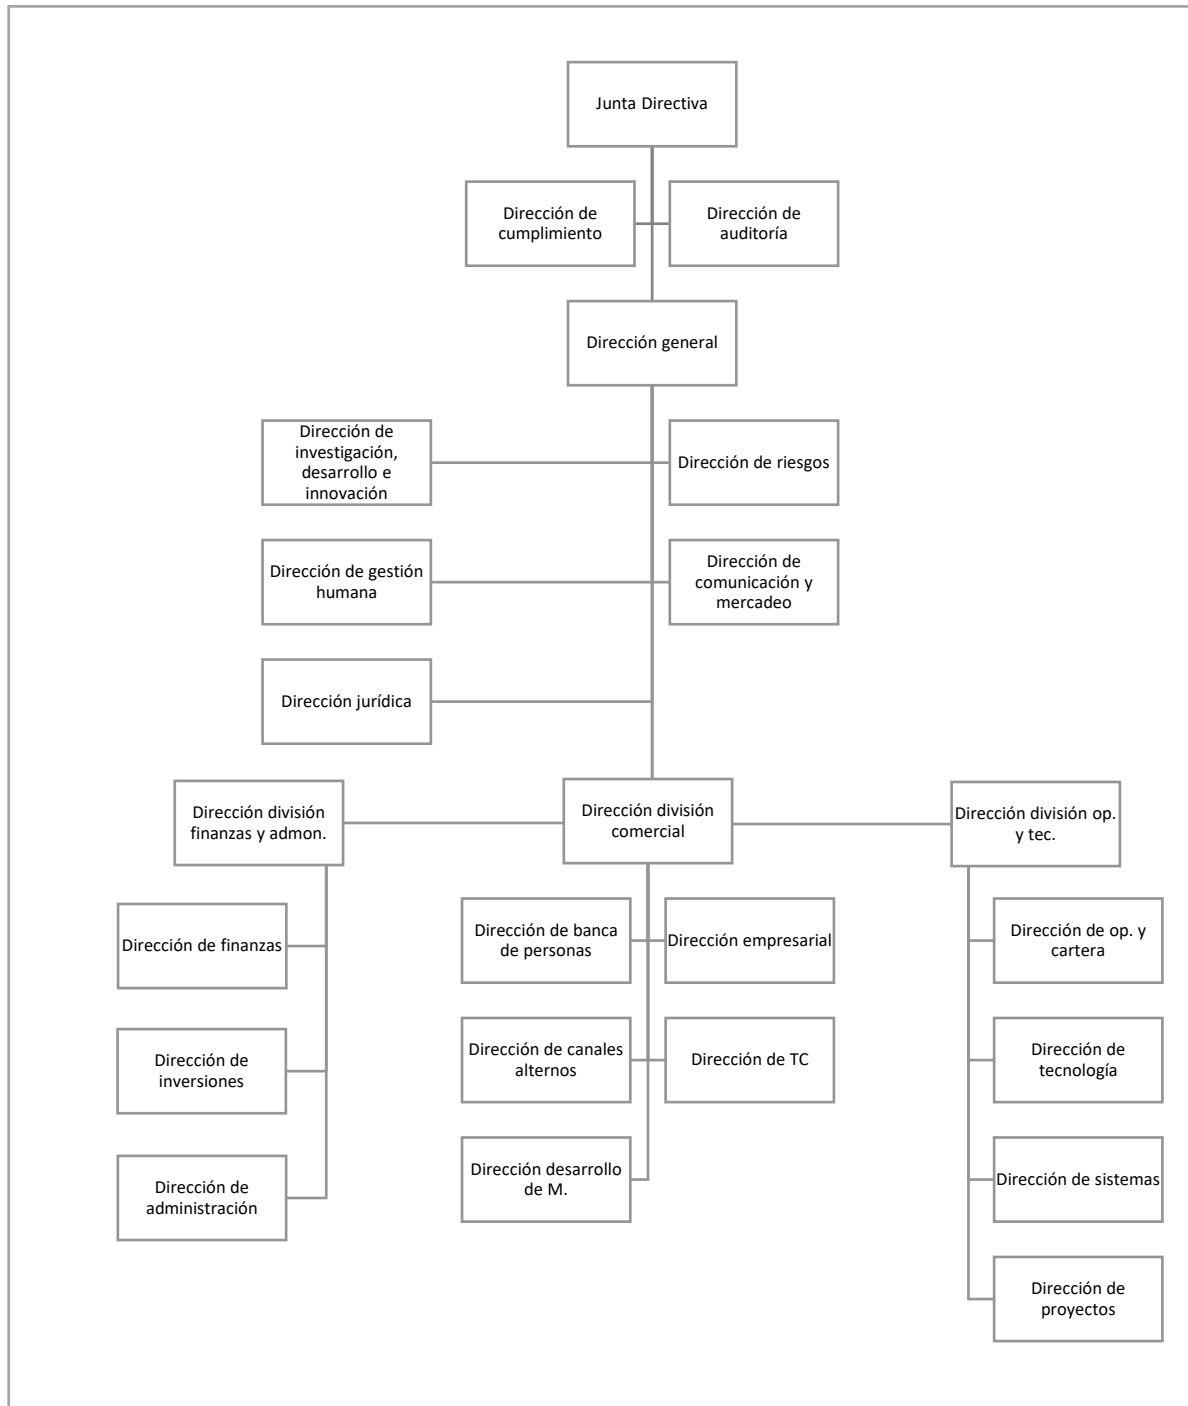 Junta Directiva
Dirección de
cumplimiento
Dirección de
auditoría
Dirección general
Dirección de
investigación,
desarrollo e
innovación
Dirección de riesgos
Dirección de gestión
humana
Dirección de
comunicación y
mercadeo
Dirección jurídica
Dirección división
finanzas y admon.
Dirección división
comercial
Dirección división op.
y tec.
Dirección de finanzas
Dirección de
inversiones
Dirección de
administración
Dirección de banca
de personas
Dirección empresarial
Dirección de canales
alternos
Dirección de TC
Dirección desarrollo
de M.
Dirección de op. y
cartera
Dirección de
tecnología
Dirección de sistemas
Dirección de
proyectos